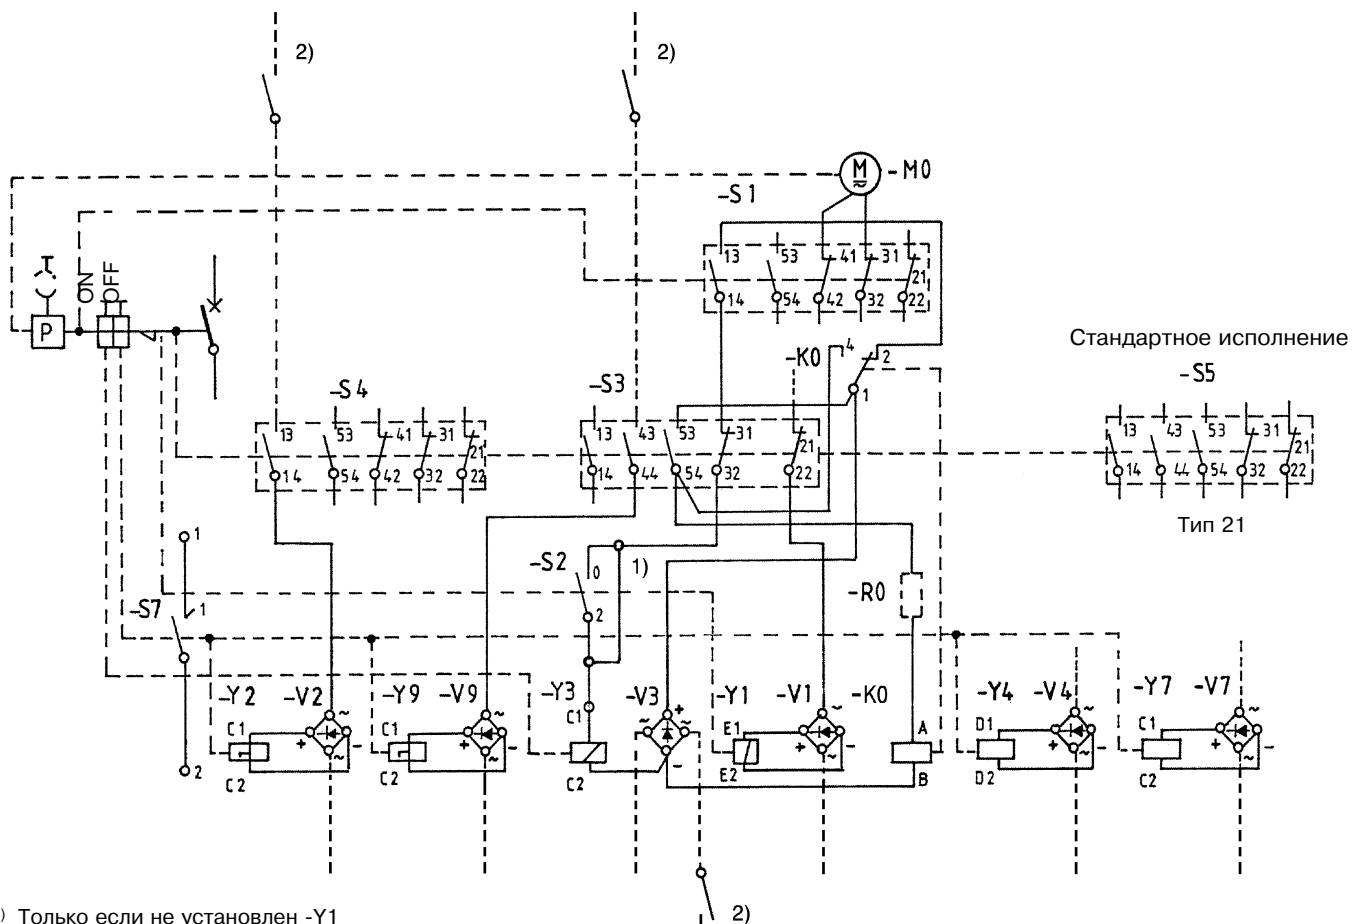 2) 2)
M
≂ -M0
-S1
ON OFF
13 53 41 31 21
14 54 42 32 22
P
Стандартное исполнение
-K0 4 2
1
-S4 -S3 -S5
13 53 41 31 21
14 54 42 32 22
13 43 53 31 21
14 44 54 32 22
13 43 53 31 21
14 44 54 32 22
Тип 21
1
-S2 0 1)
2
-S7 1
2
-R0
-Y2 -V2 -Y9 -V9 -Y3 -V3 -Y1 -V1 -K0 -Y4 -V4 -Y7 -V7
C1 + ~ ~ -
C2
C1 + ~ ~ -
C2
C1
C2
+ ~ ~ -
E1 + ~ ~ -
E2
A
B
D1 + ~ ~ -
D2
C1 + ~ ~ -
C2
2)
) Только если не установлен -Y1